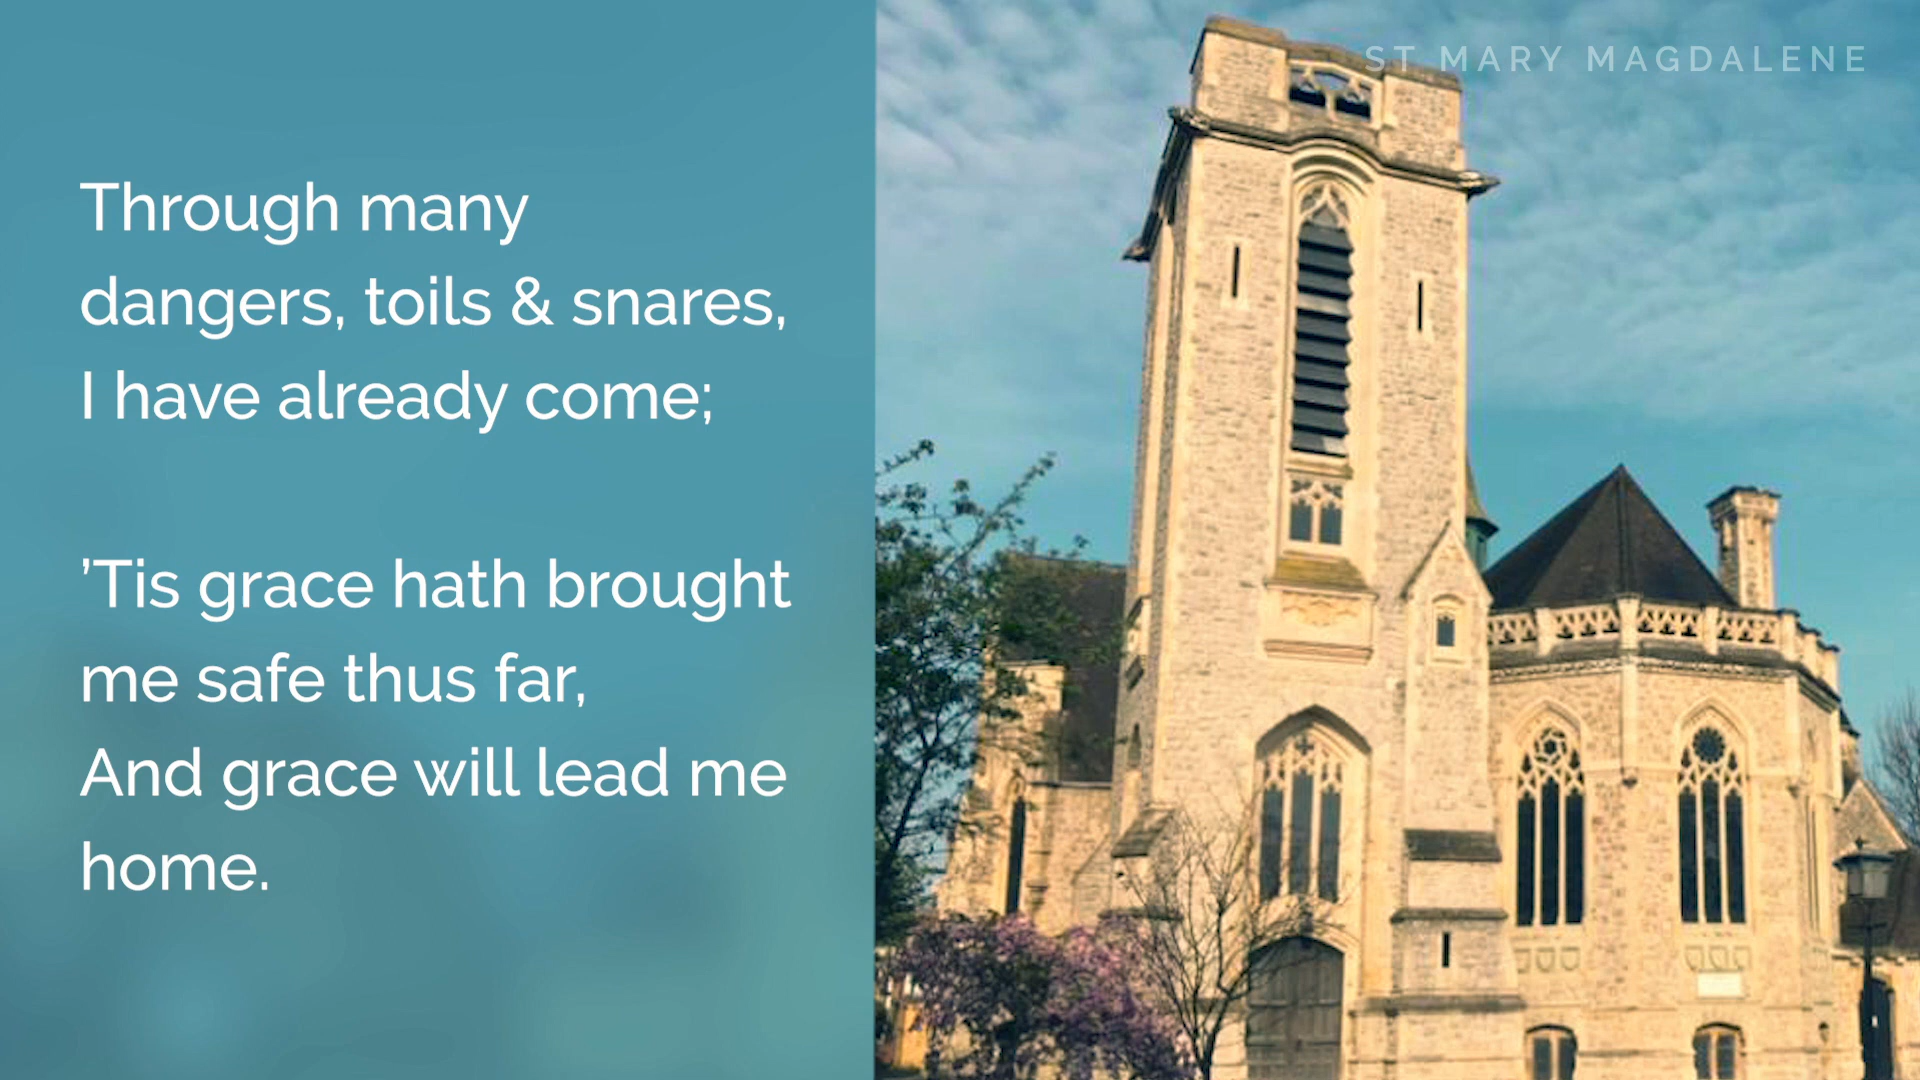 ST MARY MAGDALENE
Through many
dangers, toils & snares,
I have already come;
’Tis grace hath brought
me safe thus far,
And grace will lead me
home.